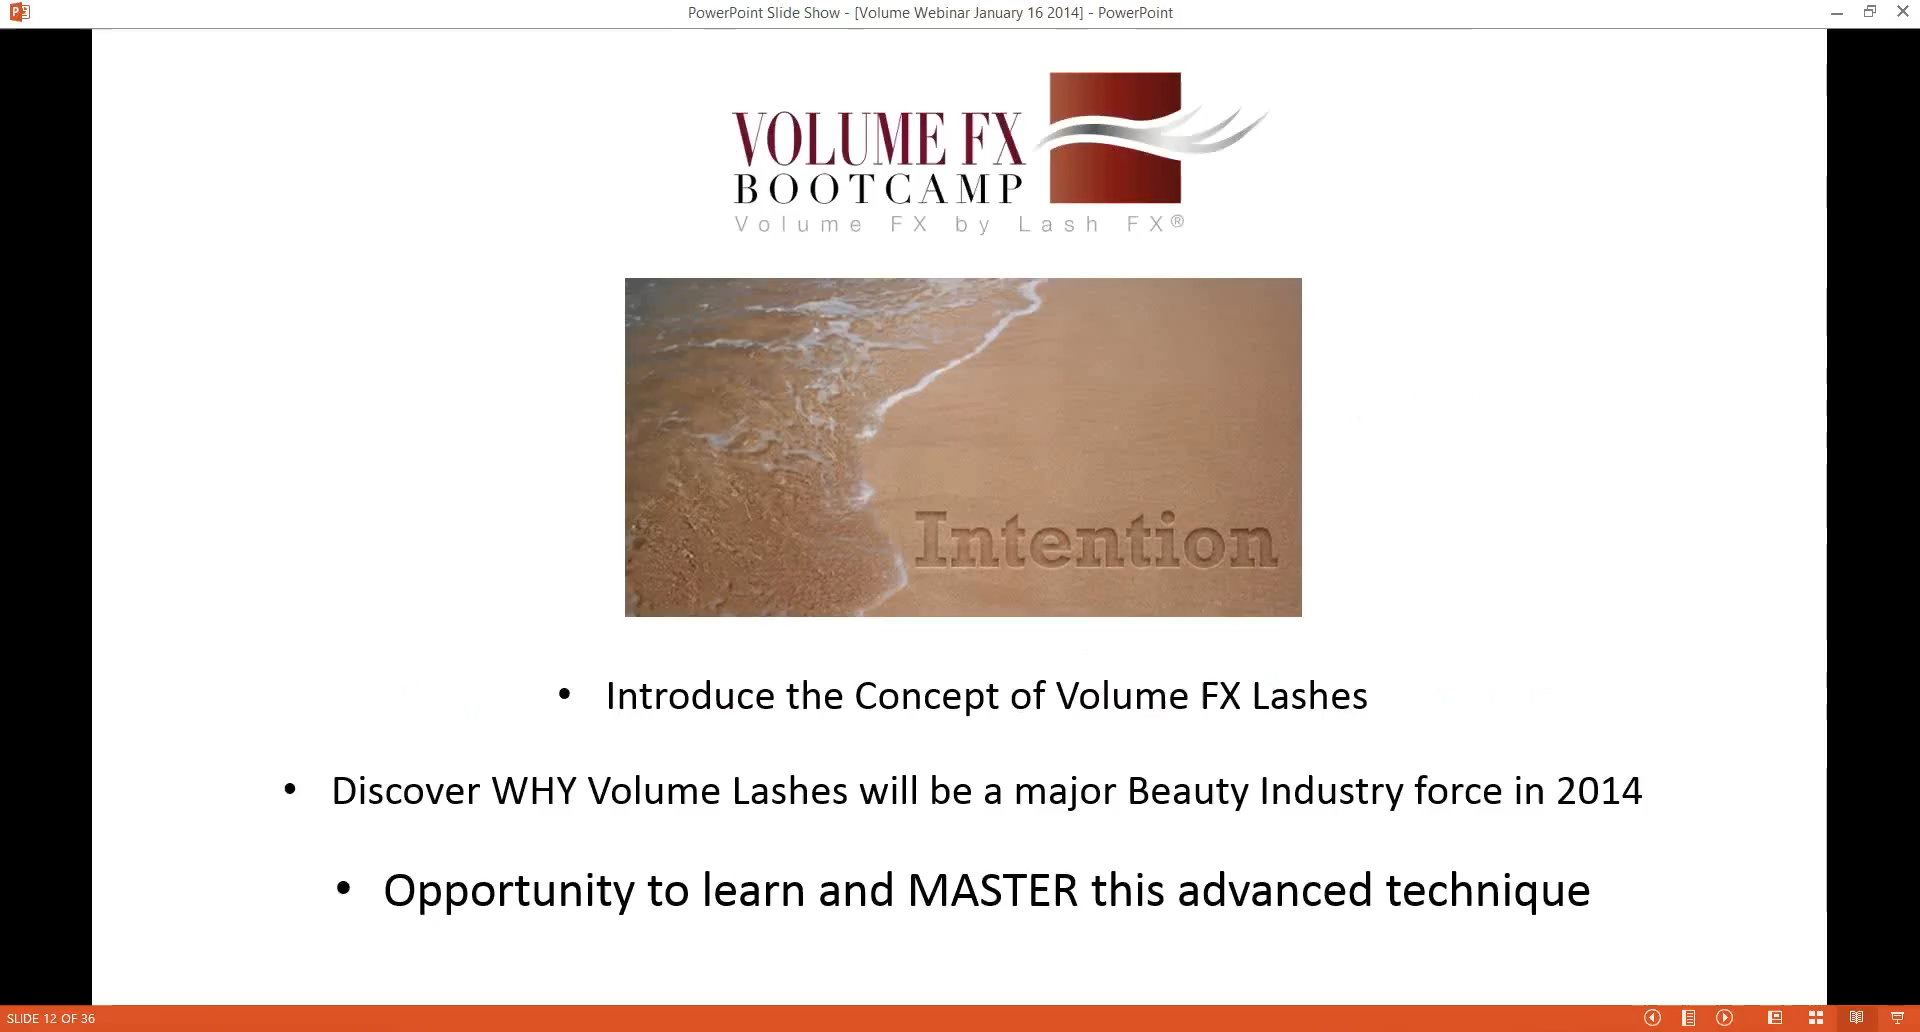 PowerPoint Slide Show - [Volume Webinar January 16 2014] - PowerPoint
VOLUME FX
BOOTCAMP
Volume FX by Lash FX®
Intention
• Introduce the Concept of Volume FX Lashes
• Discover WHY Volume Lashes will be a major Beauty Industry force in 2014
• Opportunity to learn and MASTER this advanced technique
SLIDE 12 OF 36